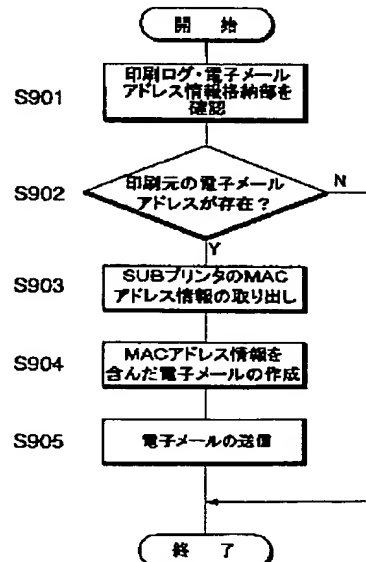 開 始
S901
印刷ログ・電子メール
アドレス情報格納部を
確認
S902
印刷元の電子メール
アドレスが存在?
N
Y
S903
SUBプリンタのMAC
アドレス情報の取り出し
S904
MACアドレス情報を
含んだ電子メールの作成
S905
電子メールの送信
終 了